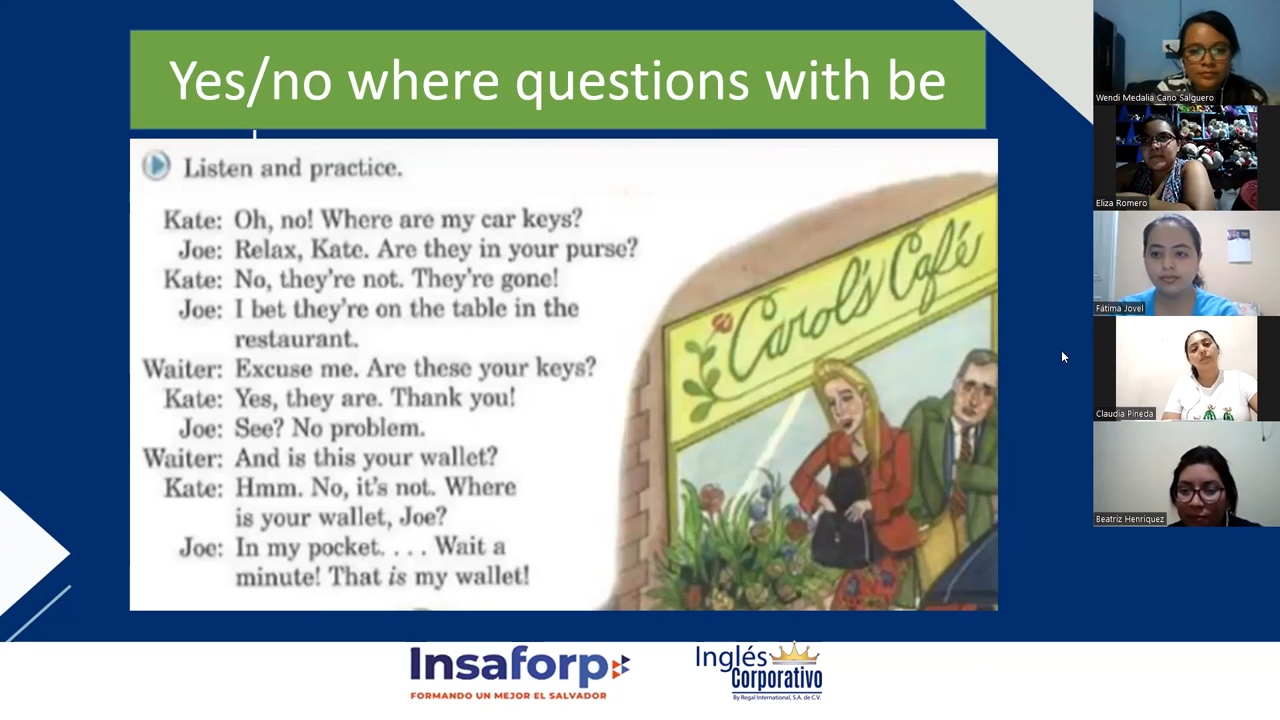 Yes/no where questions with be
Listen and practice.
Kate: Oh, no! Where are my car keys?
Joe: Relax, Kate. Are they in your purse?
Kate: No, they're not. They're gone!
Joe: I bet they're on the table in the
restaurant.
Waiter: Excuse me. Are these your keys?
Kate: Yes, they are. Thank you!
Joe: See? No problem.
Waiter: And is this your wallet?
Kate: Hmm. No, it's not. Where
is your wallet, Joe?
Joe: In my pocket. . . . Wait a
minute! That is my wallet!
Carol's Café
Wendi Medalia Cano Salguero
Eliza Romero
Fátima Jovel
Claudia Pineda
Beatriz Henriquez
Insaforp
FORMANDO UN MEJOR EL SALVADOR
Inglés
Corporativo
By Regal International, S.A. de C.V.